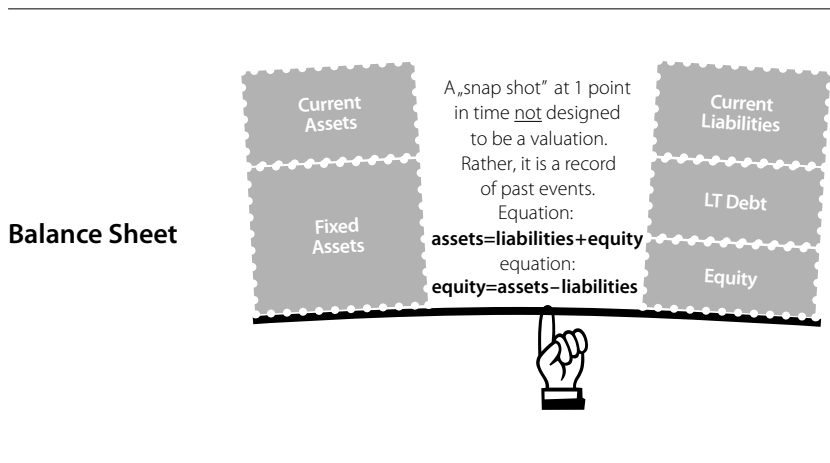 Balance Sheet
Current
Assets
Fixed
Assets
A „snap shot” at 1 point
in time not designed
to be a valuation.
Rather, it is a record
of past events.
Equation:
assets=liabilities+equity
equation:
equity=assets–liabilities
Current
Liabilities
LT Debt
Equity